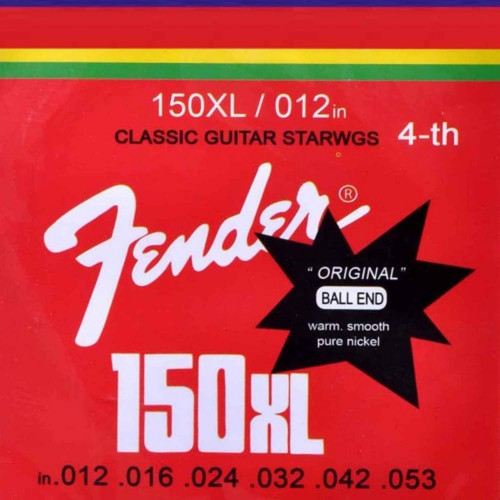 150XL / 012in
CLASSIC GUITAR STARWGS 4-th
Fender®
" ORIGINAL"
BALL END
warm. smooth
pure nickel
150XL
in.012 .016 .024 .032 .042 .053